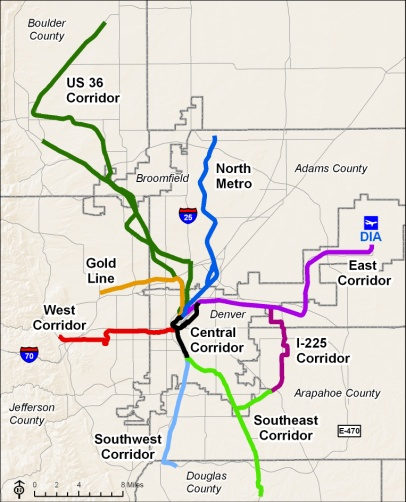 Boulder
County
US 36
Corridor
North
Metro
Adams County
Broomfield
25
DIA
Gold
Line
East
Corridor
West
Corridor
Denver
Central
Corridor
I-225
Corridor
70
Arapahoe County
Jefferson
County
Southeast
Corridor
E-470
Southwest
Corridor
Douglas
County
0 2 4 8 Miles